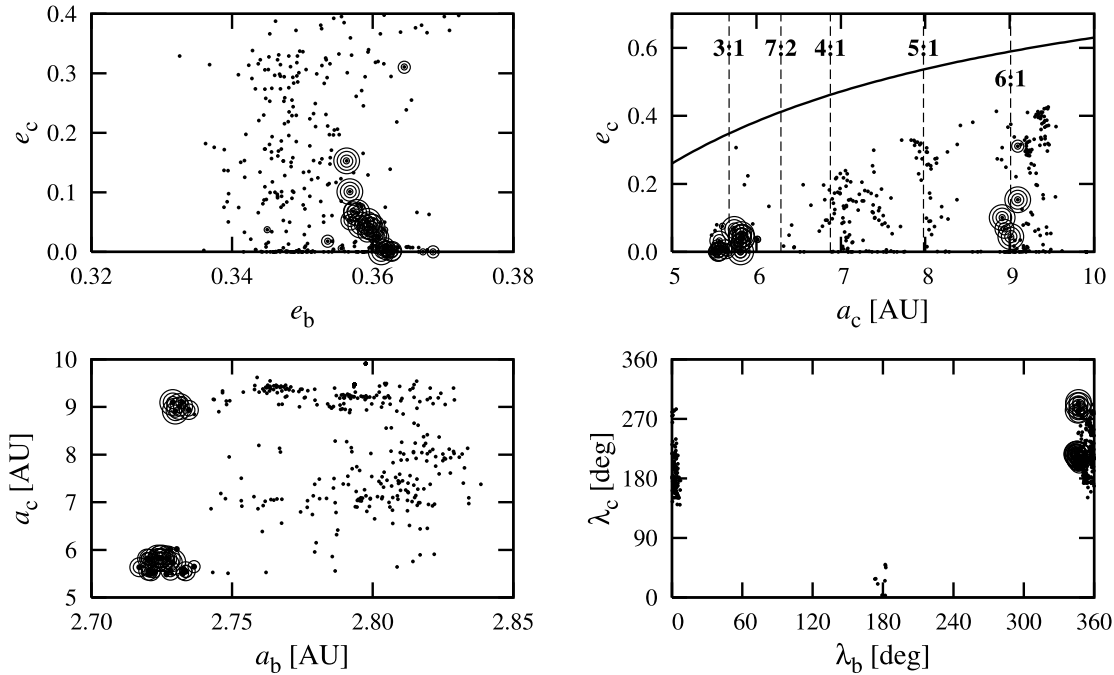 0.4
0.3
0.2
0.1
0.0
e_c
0.32 0.34 0.36 0.38
e_b
0.6
0.4
0.2
0.0
e_c
3:1 7:2 4:1 5:1
6:1
5 6 7 8 9 10
a_c [AU]
10
9
8
7
6
5
a_c [AU]
2.70 2.75 2.80 2.85
a_b [AU]
360
270
180
90
0
λ_c [deg]
0 60 120 180 240 300 360
λ_b [deg]